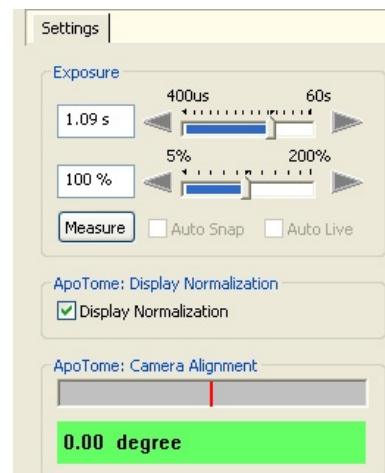 Settings
Exposure
400us 60s
1.09 s
5% 200%
100 %
Measure Auto Snap Auto Live
ApoTome: Display Normalization
Display Normalization
ApoTome: Camera Alignment
0.00 degree